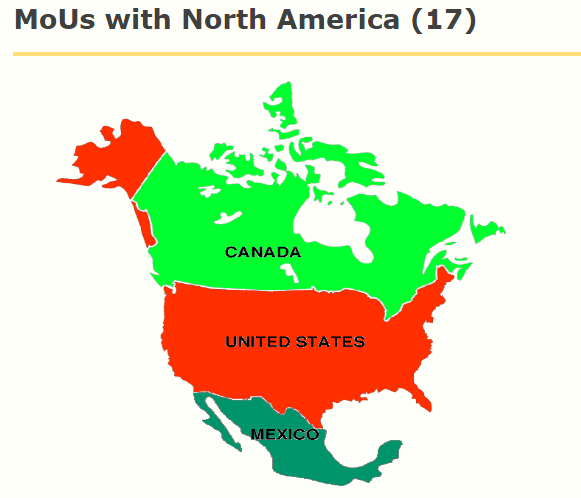 MoUs with North America (17)
CANADA
UNITED STATES
MEXICO